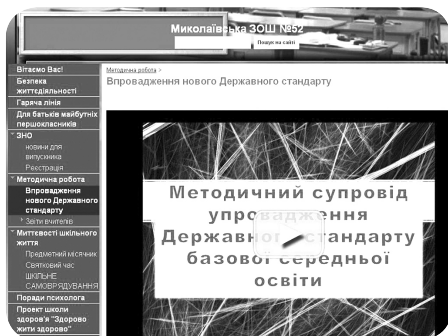 Миколаївська ЗОШ №52
Пошук на сайті
Вітаємо Вас!
Безпека
життєдіяльності
Гаряча лінія
Для батьків майбутніх
першокласників
ЗНО
новини для
випускника
Реєстрація
Методична робота
Впровадження
нового Державного
стандарту
Звіти вчителів
Миттєвості шкільного
життя
Предметний місячник
Святковий час
ШКІЛЬНЕ
САМОВРЯДУВАННЯ
Поради психолога
Проект школи
здоров'я "Здорово
жити здорово"
Методична робота >
Впровадження нового Державного стандарту
Методичний супровід
упровадження
Державного стандарту
базової середньої
освіти